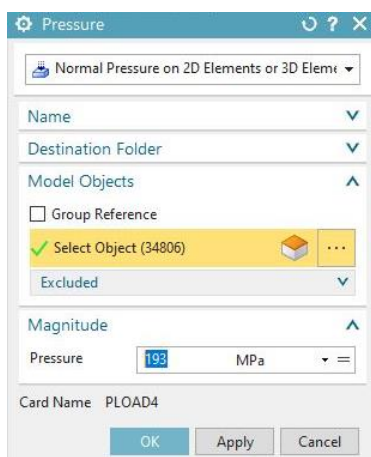 Pressure
Normal Pressure on 2D Elements or 3D Eleme
Name
Destination Folder
Model Objects
Group Reference
Select Object (34806)
Excluded
Magnitude
Pressure 193 MPa
Card Name PLOAD4
OK Apply Cancel